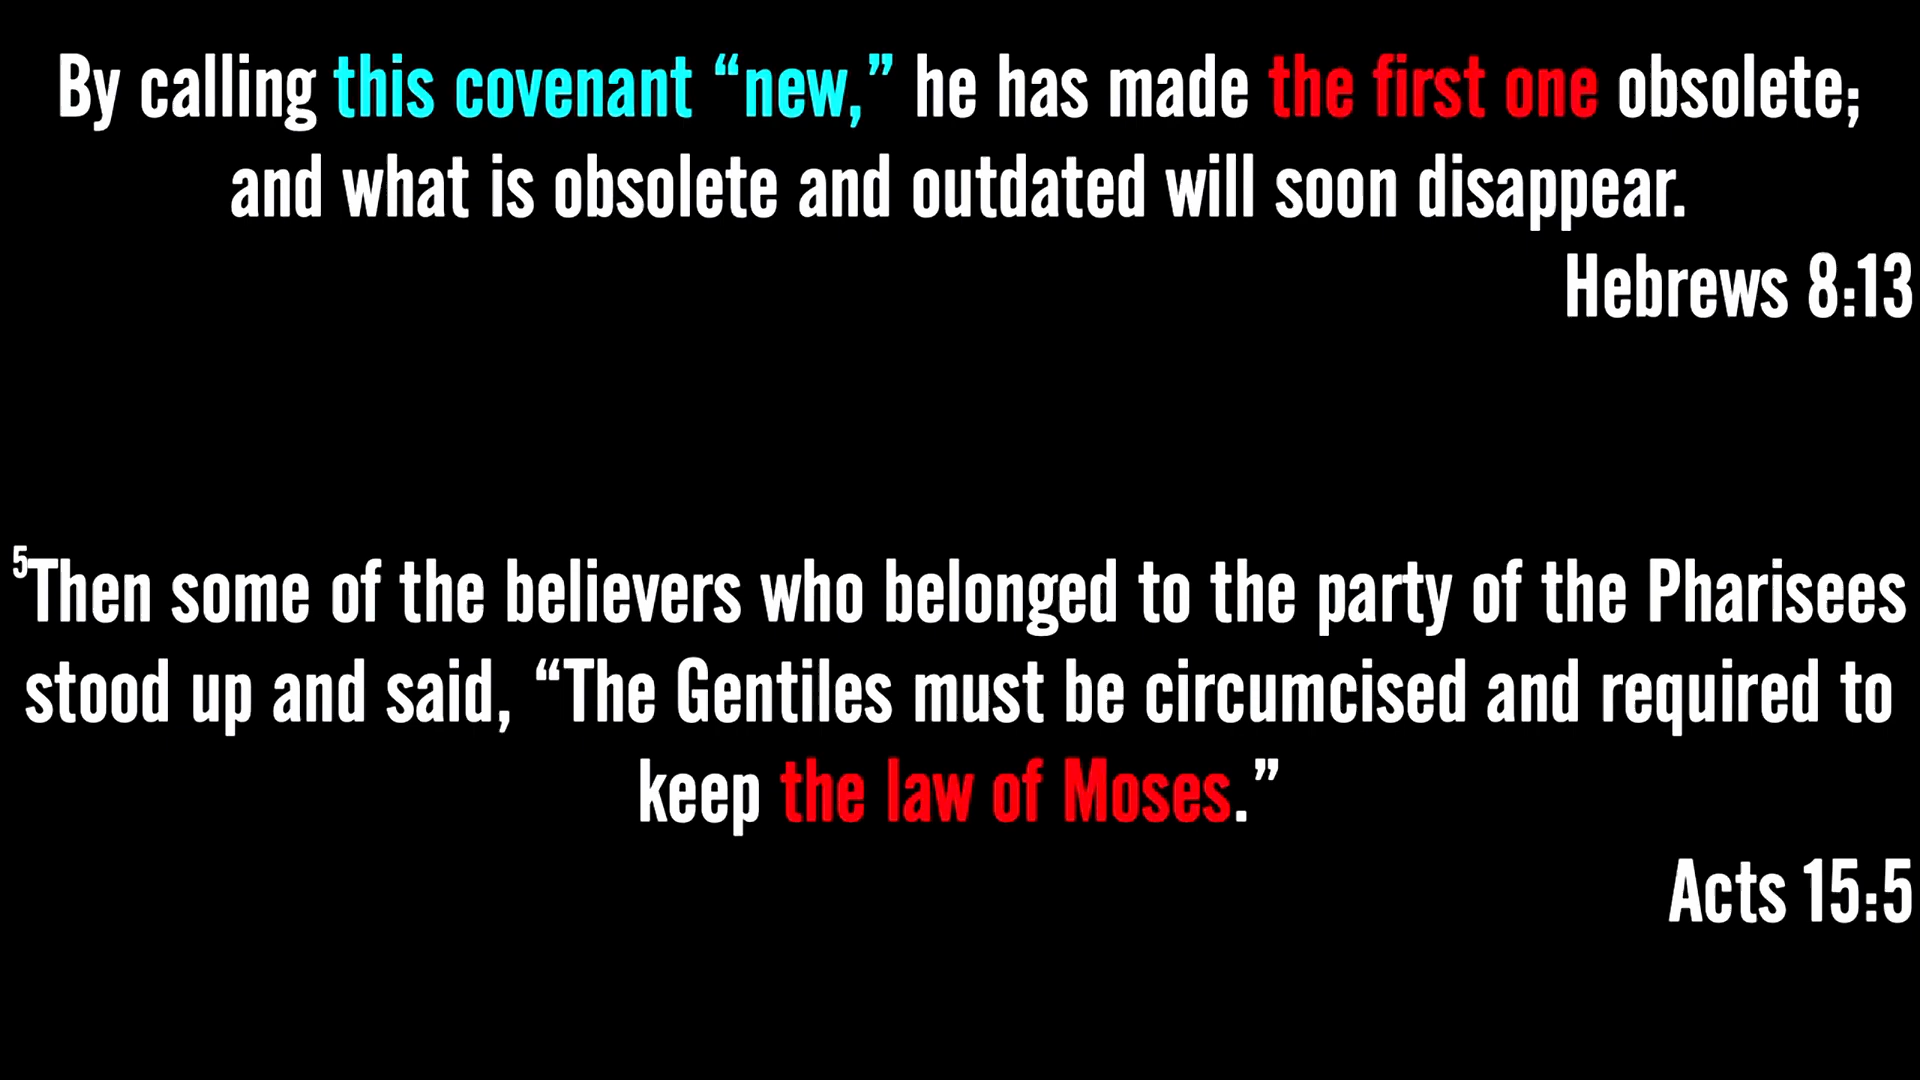 By calling this covenant “new,” he has made the first one obsolete;
and what is obsolete and outdated will soon disappear.
Hebrews 8:13
5Then some of the believers who belonged to the party of the Pharisees
stood up and said, “The Gentiles must be circumcised and required to
keep the law of Moses.”
Acts 15:5